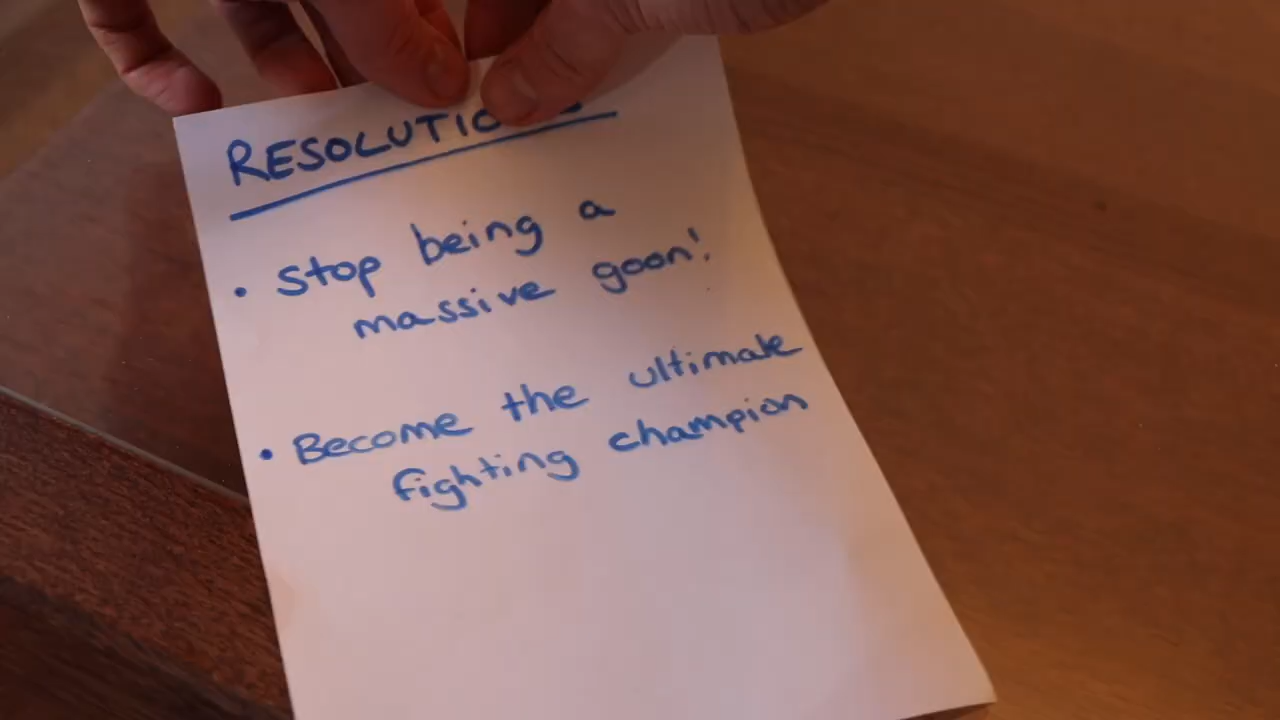 RESOLUTIO
• Stop being a
massive goon!
• Become the ultimate
fighting champion